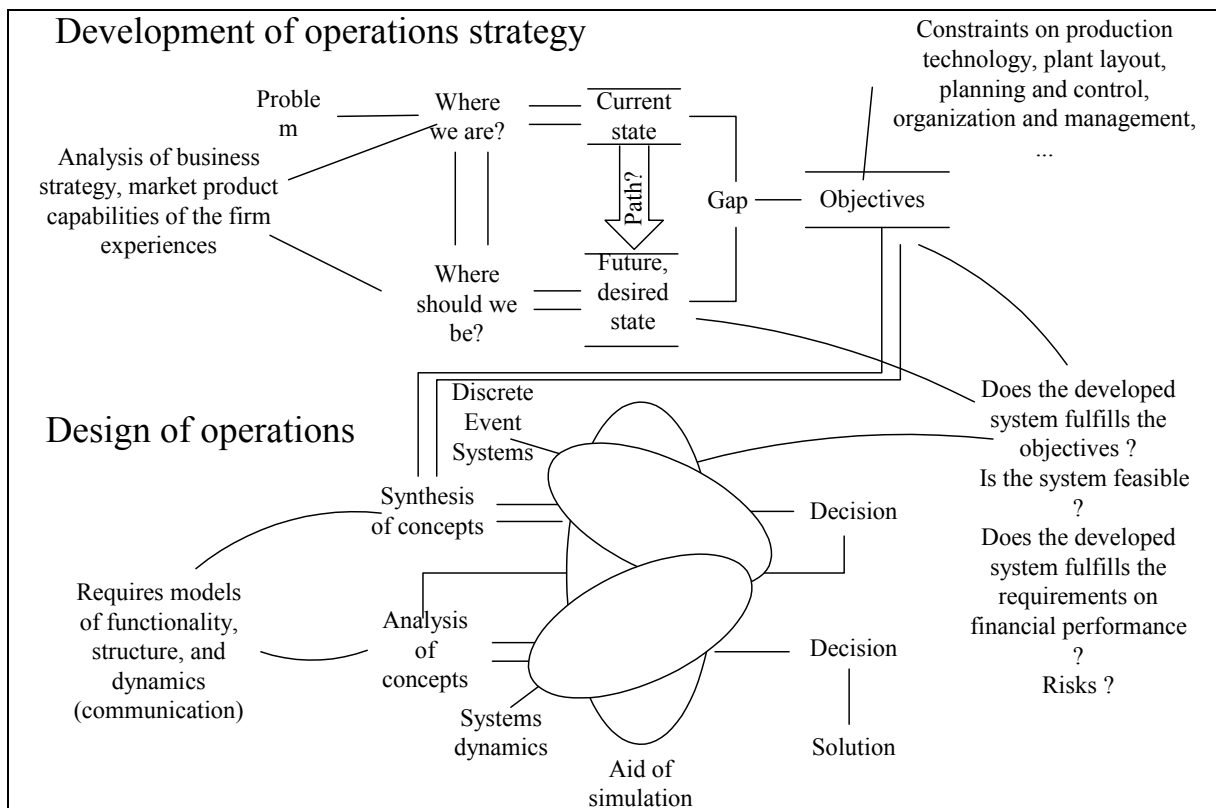 Development of operations strategy
Constraints on production
technology, plant layout,
planning and control,
organization and management,
...
Proble
m
Where
we are?
Current
state
Analysis of business
strategy, market product
capabilities of the firm
experiences
Path?
Gap
Objectives
Where
should we
be?
Future,
desired
state
Does the developed
system fulfills the
objectives ?
Is the system feasible
?
Does the developed
system fulfills the
requirements on
financial performance
?
Risks ?
Design of operations
Discrete
Event
Systems
Synthesis
of concepts
Decision
Requires models
of functionality,
structure, and
dynamics
(communication)
Analysis
of
concepts
Decision
Systems
dynamics
Solution
Aid of
simulation